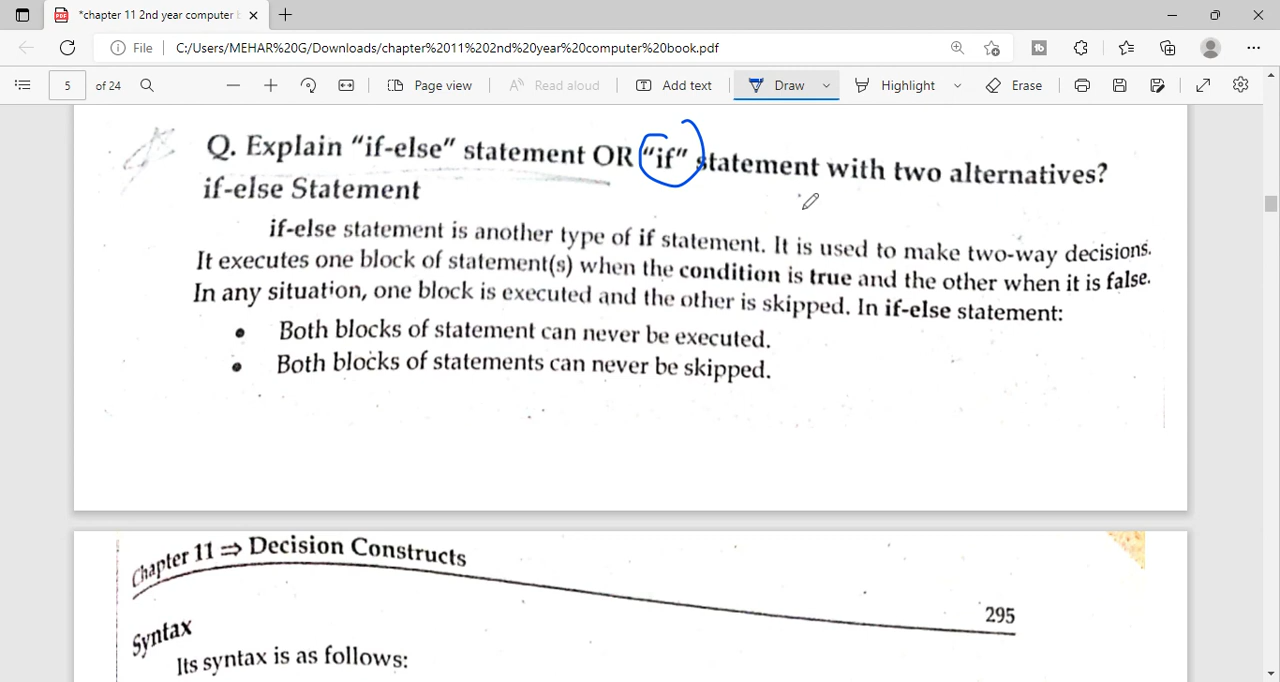 *chapter 11 2nd year computer
File
C:/Users/MEHAR%20G/Downloads/chapter%2011%202nd%20year%20computer%20book.pdf
5 of 24 Page view Read aloud Add text Draw Highlight Erase
Q. Explain "if-else" statement OR "if" statement with two alternatives?
if-else Statement
if-else statement is another type of if statement. It is used to make two-way decisions.
It executes one block of statement(s) when the condition is true and the other when it is false.
In any situation, one block is executed and the other is skipped. In if-else statement:
• Both blocks of statement can never be executed.
• Both blocks of statements can never be skipped.
Chapter 11 ⇒ Decision Constructs
295
Syntax
Its syntax is as follows: